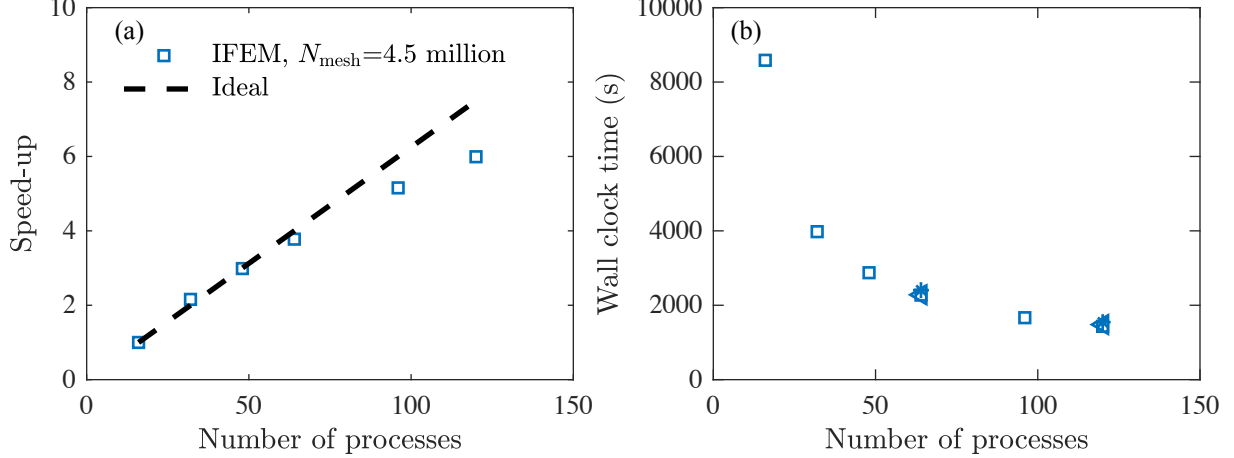 (a)
IFEM, N_mesh=4.5 million
Ideal
10
8
6
4
2
0
Speed-up
0 50 100 150
Number of processes
(b)
10000
8000
6000
4000
2000
0
Wall clock time (s)
0 50 100 150
Number of processes